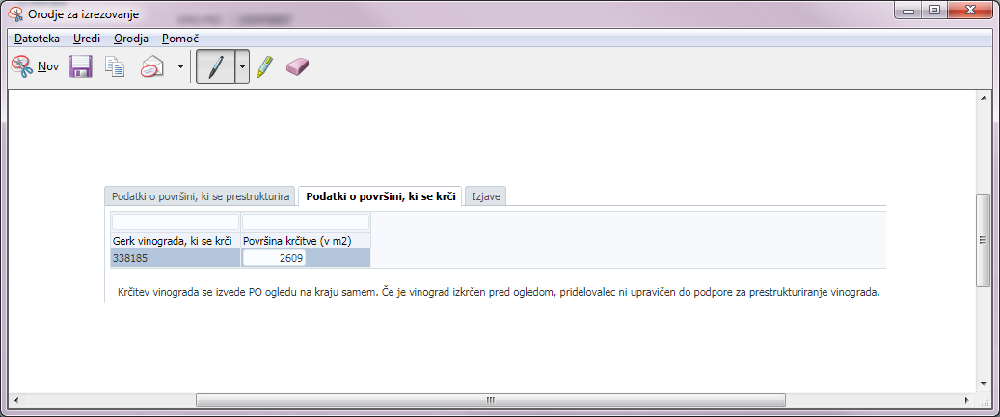 Orodje za izrezovanje
Datoteka Uredi Orodja Pomoč
Nov
Podatki o površini, ki se prestrukturira Podatki o površini, ki se krči Izjave
Gerk vinograda, ki se krči Površina krčitve (v m2)
338185 2609
Krčitev vinograda se izvede PO ogledu na kraju samem. Če je vinograd izkrčen pred ogledom, pridelovalec ni upravičen do podpore za prestrukturiranje vinograda.